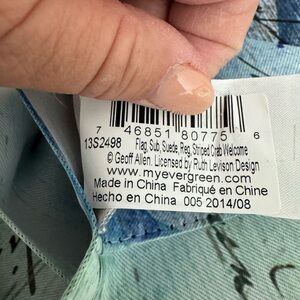 7 46851 80775 6
13S2498 Flag, Sub, Suede, Reg, Striped Crab Welcome
© Geoff Allen. Licensed by Ruth Levison Design
www.myevergreen.com
Made in China Fabriqué en Chine
Hecho en China 005 2014/08